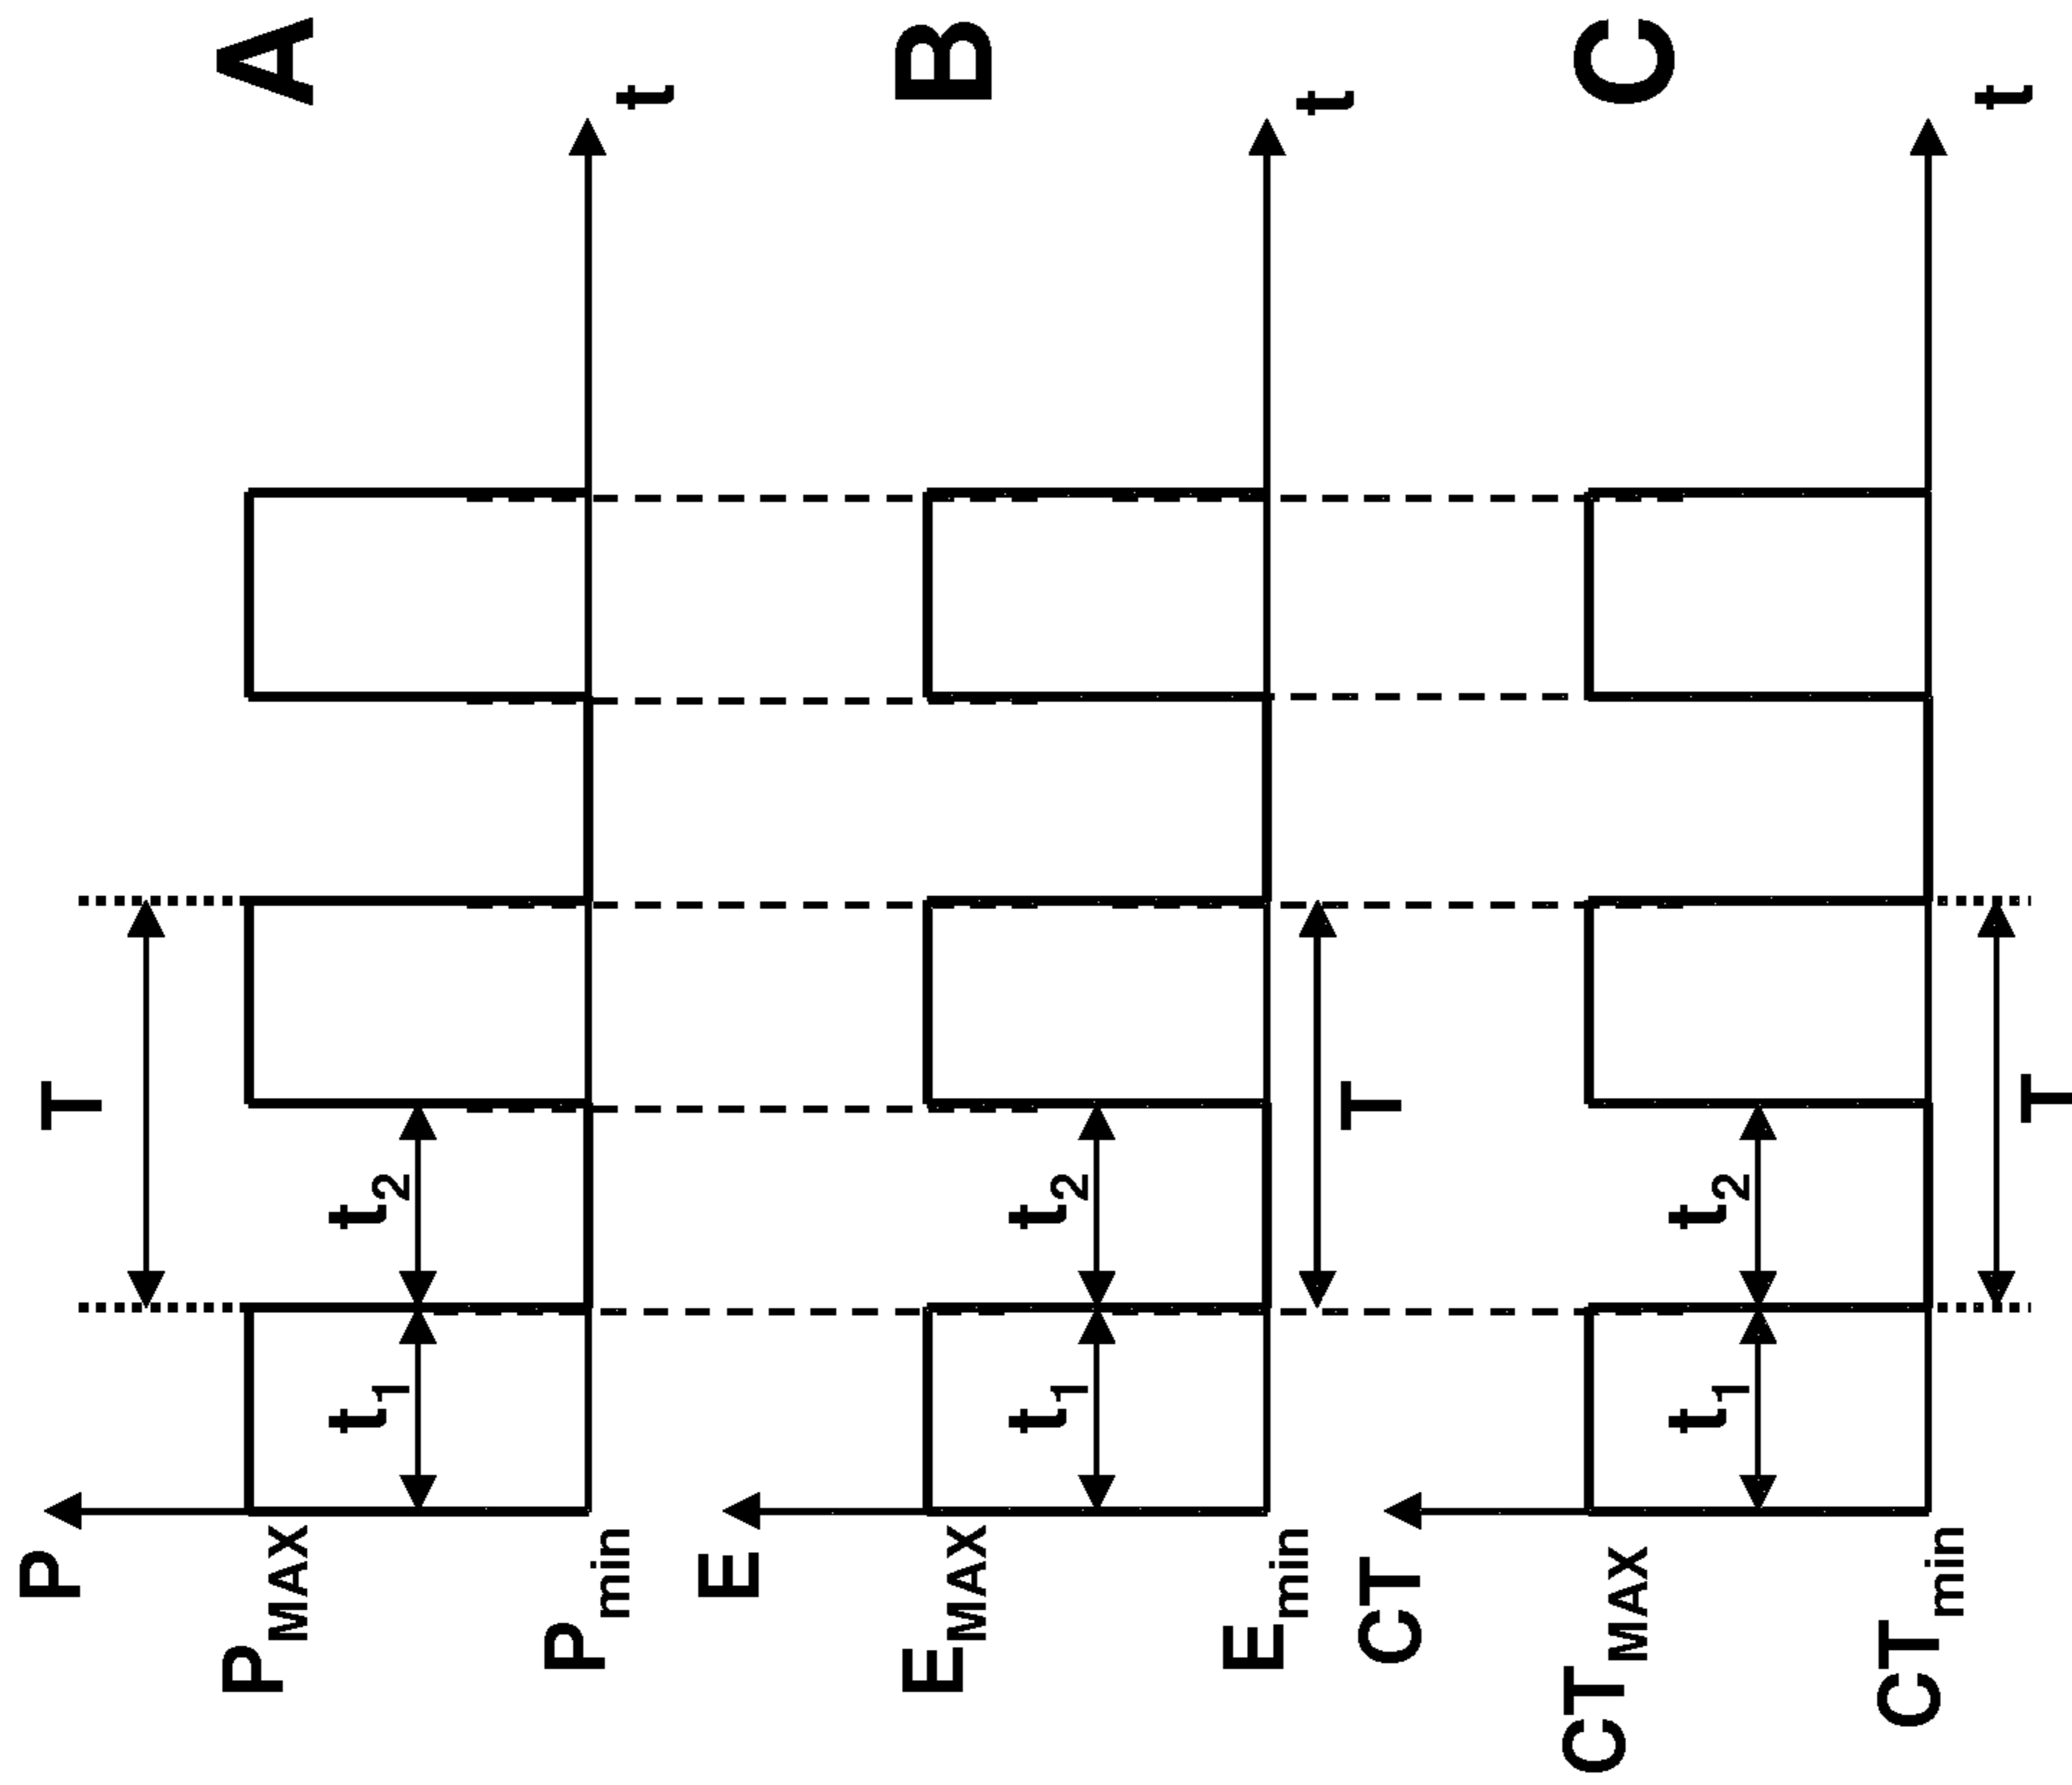 A
P
T
P_MAX
t_1
t_2
P_min
t
B
E
E_MAX
t_1
t_2
E_min
t
T
C
CT
CT_MAX
t_1
t_2
CT_min
t
T